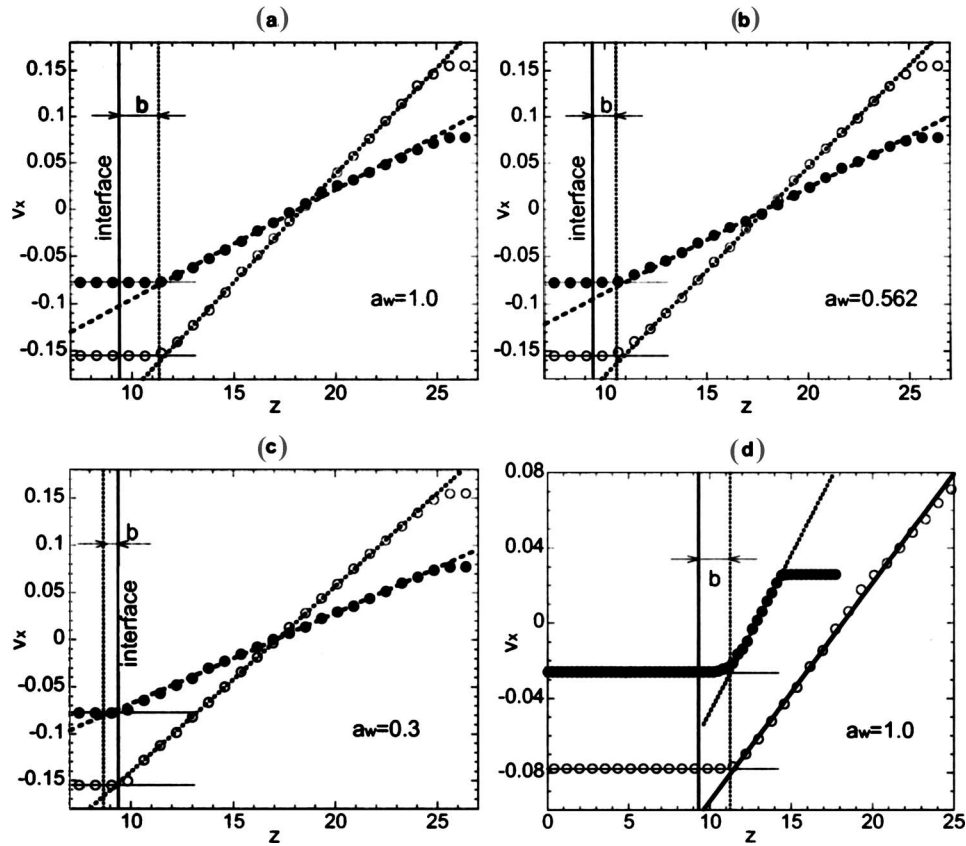 (a)
0.15
0.1
0.05
0
-0.05
-0.1
-0.15
10 15 20 25
vx
z
b
interface
aw=1.0
(b)
0.15
0.1
0.05
0
-0.05
-0.1
-0.15
10 15 20 25
vx
z
b
interface
aw=0.562
(c)
0.15
0.1
0.05
0
-0.05
-0.1
-0.15
10 15 20 25
vx
z
b
interface
aw=0.3
(d)
0.08
0.04
0
-0.04
-0.08
0 5 10 15 20 25
vx
z
b
aw=1.0